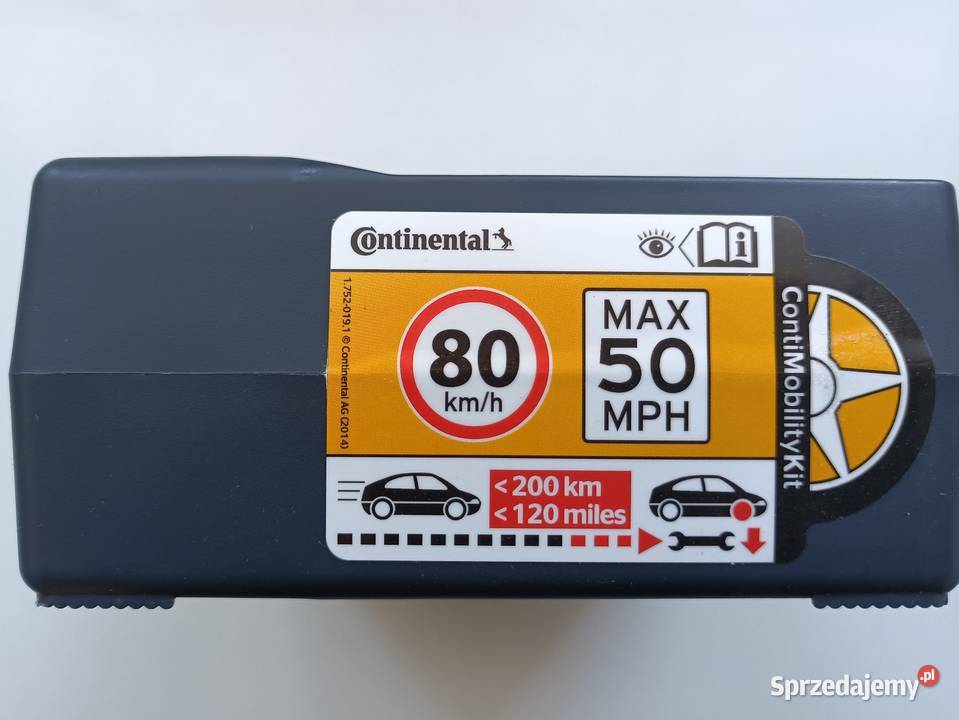 Continental
i
1.752-019.1 © Continental AG (2014)
80
km/h
MAX
50
MPH
ContiMobilityKit
< 200 km
< 120 miles
Sprzedajemy.pl